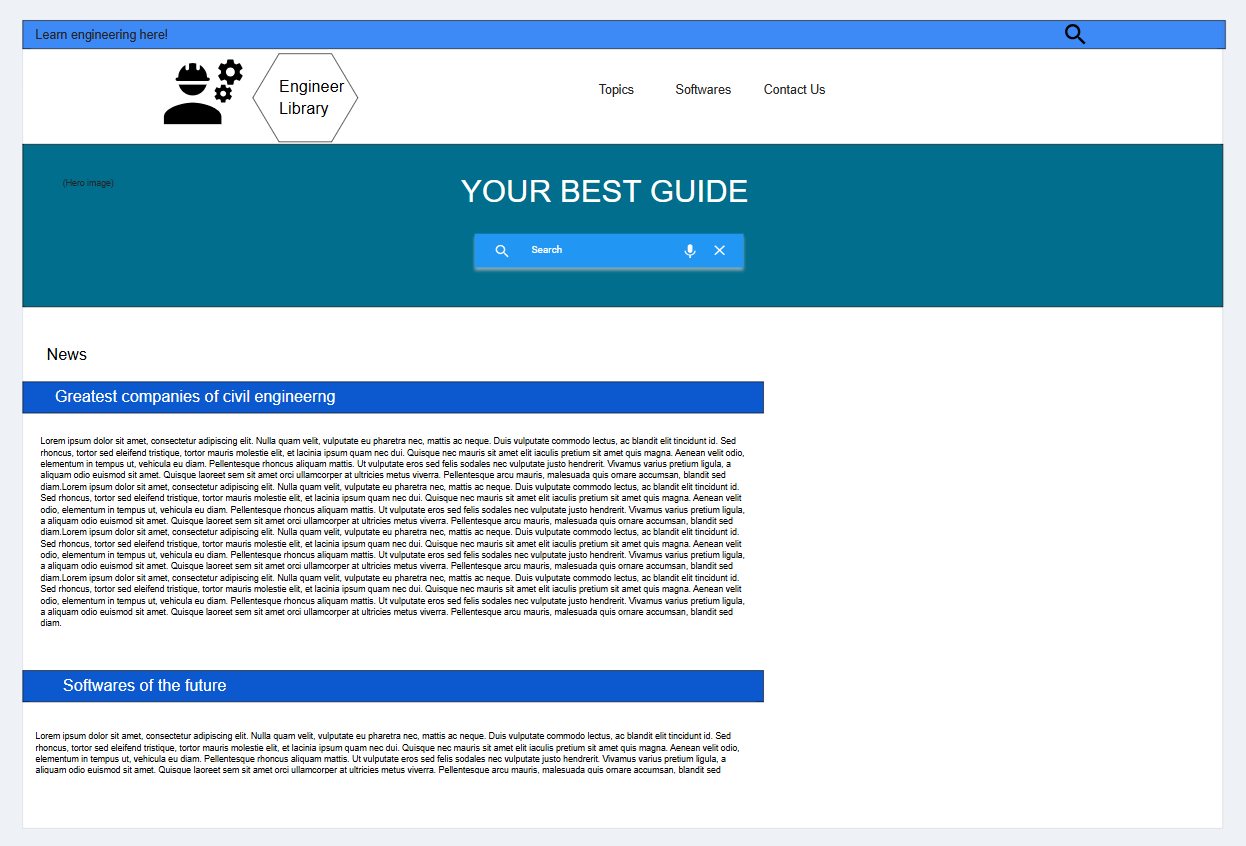 Learn engineering here!
Engineer
Library
Topics
Softwares
Contact Us
(Hero image)
YOUR BEST GUIDE
Search
News
Greatest companies of civil engineerng
Lorem ipsum dolor sit amet, consectetur adipiscing elit. Nulla quam velit, vulputate eu pharetra nec, mattis ac neque. Duis vulputate commodo lectus, ac blandit elit tincidunt id. Sed
rhoncus, tortor sed eleifend tristique, tortor mauris molestie elit, et lacinia ipsum quam nec dui. Quisque nec mauris sit amet elit iaculis pretium sit amet quis magna. Aenean velit odio,
elementum in tempus ut, vehicula eu diam. Pellentesque rhoncus aliquam mattis. Ut vulputate eros sed felis sodales nec vulputate justo hendrerit. Vivamus varius pretium ligula, a
aliquam odio euismod sit amet. Quisque laoreet sem sit amet orci ullamcorper at ultricies metus viverra. Pellentesque arcu mauris, malesuada quis ornare accumsan, blandit sed
diam.Lorem ipsum dolor sit amet, consectetur adipiscing elit. Nulla quam velit, vulputate eu pharetra nec, mattis ac neque. Duis vulputate commodo lectus, ac blandit elit tincidunt id.
Sed rhoncus, tortor sed eleifend tristique, tortor mauris molestie elit, et lacinia ipsum quam nec dui. Quisque nec mauris sit amet elit iaculis pretium sit amet quis magna. Aenean velit
odio, elementum in tempus ut, vehicula eu diam. Pellentesque rhoncus aliquam mattis. Ut vulputate eros sed felis sodales nec vulputate justo hendrerit. Vivamus varius pretium ligula,
a aliquam odio euismod sit amet. Quisque laoreet sem sit amet orci ullamcorper at ultricies metus viverra. Pellentesque arcu mauris, malesuada quis ornare accumsan, blandit sed
diam.Lorem ipsum dolor sit amet, consectetur adipiscing elit. Nulla quam velit, vulputate eu pharetra nec, mattis ac neque. Duis vulputate commodo lectus, ac blandit elit tincidunt id.
Sed rhoncus, tortor sed eleifend tristique, tortor mauris molestie elit, et lacinia ipsum quam nec dui. Quisque nec mauris sit amet elit iaculis pretium sit amet quis magna. Aenean velit
odio, elementum in tempus ut, vehicula eu diam. Pellentesque rhoncus aliquam mattis. Ut vulputate eros sed felis sodales nec vulputate justo hendrerit. Vivamus varius pretium ligula,
a aliquam odio euismod sit amet. Quisque laoreet sem sit amet orci ullamcorper at ultricies metus viverra. Pellentesque arcu mauris, malesuada quis ornare accumsan, blandit sed
diam.Lorem ipsum dolor sit amet, consectetur adipiscing elit. Nulla quam velit, vulputate eu pharetra nec, mattis ac neque. Duis vulputate commodo lectus, ac blandit elit tincidunt id.
Sed rhoncus, tortor sed eleifend tristique, tortor mauris molestie elit, et lacinia ipsum quam nec dui. Quisque nec mauris sit amet elit iaculis pretium sit amet quis magna. Aenean velit
odio, elementum in tempus ut, vehicula eu diam. Pellentesque rhoncus aliquam mattis. Ut vulputate eros sed felis sodales nec vulputate justo hendrerit. Vivamus varius pretium ligula,
a aliquam odio euismod sit amet. Quisque laoreet sem sit amet orci ullamcorper at ultricies metus viverra. Pellentesque arcu mauris, malesuada quis ornare accumsan, blandit sed
diam.
Softwares of the future
Lorem ipsum dolor sit amet, consectetur adipiscing elit. Nulla quam velit, vulputate eu pharetra nec, mattis ac neque. Duis vulputate commodo lectus, ac blandit elit tincidunt id. Sed
rhoncus, tortor sed eleifend tristique, tortor mauris molestie elit, et lacinia ipsum quam nec dui. Quisque nec mauris sit amet elit iaculis pretium sit amet quis magna. Aenean velit odio,
elementum in tempus ut, vehicula eu diam. Pellentesque rhoncus aliquam mattis. Ut vulputate eros sed felis sodales nec vulputate justo hendrerit. Vivamus varius pretium ligula, a
aliquam odio euismod sit amet. Quisque laoreet sem sit amet orci ullamcorper at ultricies metus viverra. Pellentesque arcu mauris, malesuada quis ornare accumsan, blandit sed